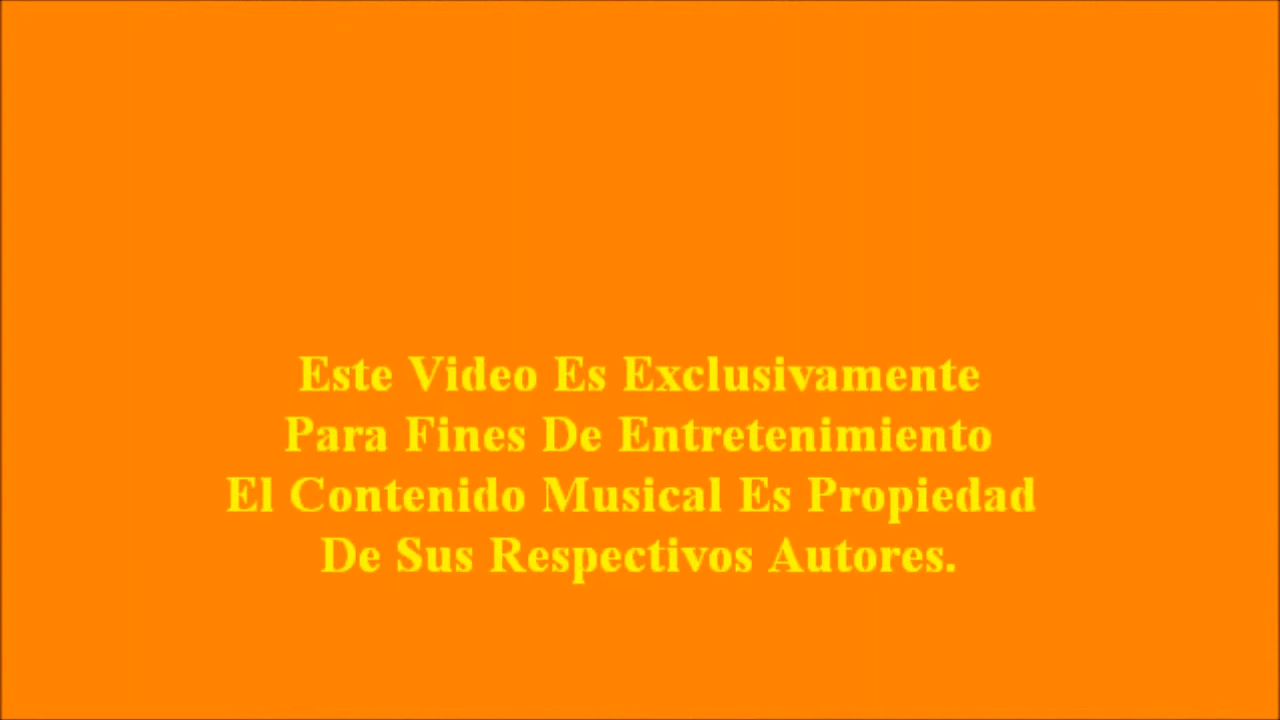 Este Video Es Exclusivamente
Para Fines De Entretenimiento
El Contenido Musical Es Propiedad
De Sus Respectivos Autores.